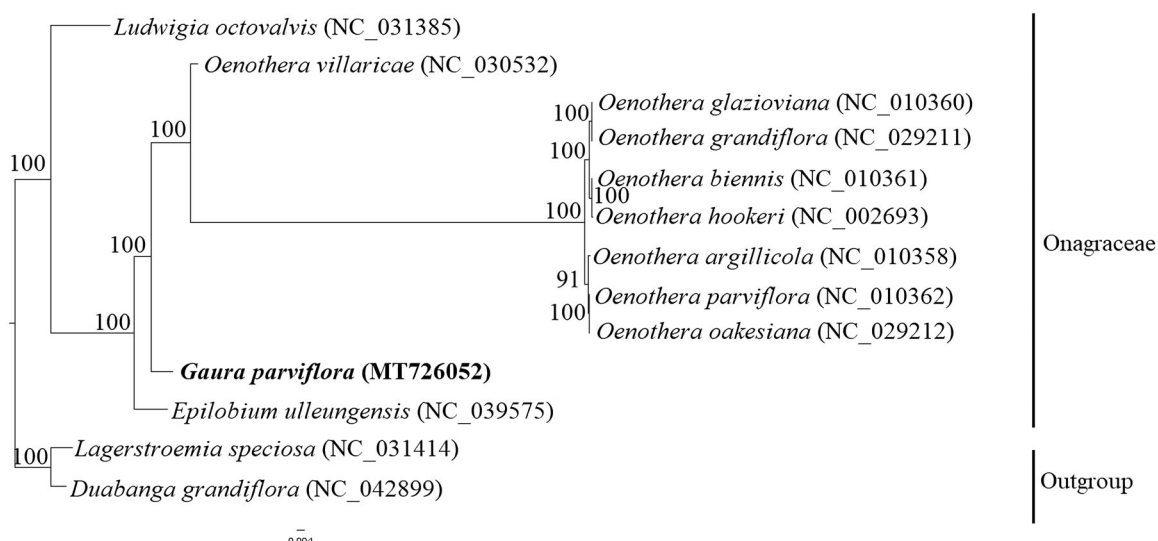 Ludwigia octovalvis (NC_031385)
Oenothera villaricae (NC_030532)
Oenothera glazioviana (NC_010360)
100
Oenothera grandiflora (NC_029211)
100
100
Oenothera biennis (NC_010361)
100
100
Oenothera hookeri (NC_002693)
100
Onagraceae
100
Oenothera argillicola (NC_010358)
91
Oenothera parviflora (NC_010362)
100
Oenothera oakesiana (NC_029212)
100
Gaura parviflora (MT726052)
Epilobium ulleungensis (NC_039575)
Lagerstroemia speciosa (NC_031414)
100
Outgroup
Duabanga grandiflora (NC_042899)